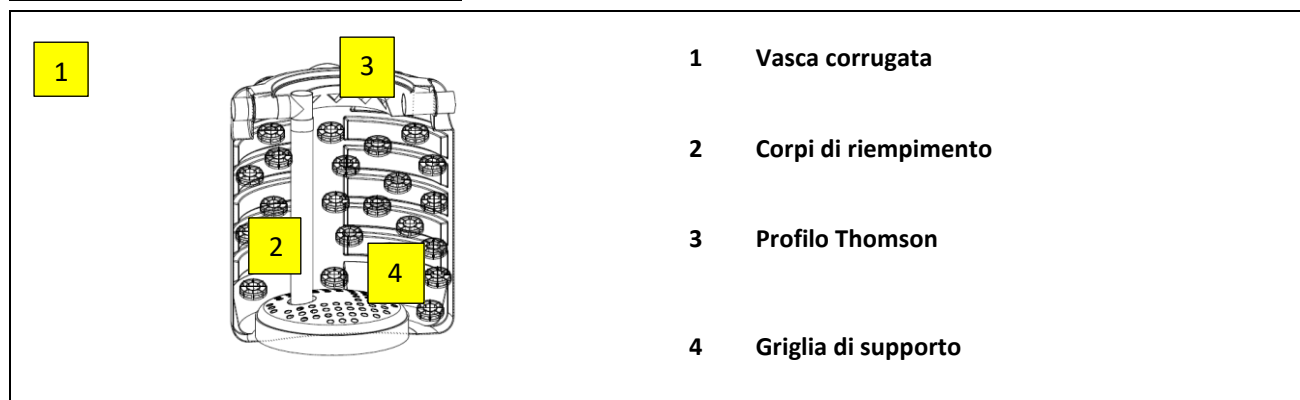 1
3
2
4
1 Vasca corrugata
2 Corpi di riempimento
3 Profilo Thomson
4 Griglia di supporto